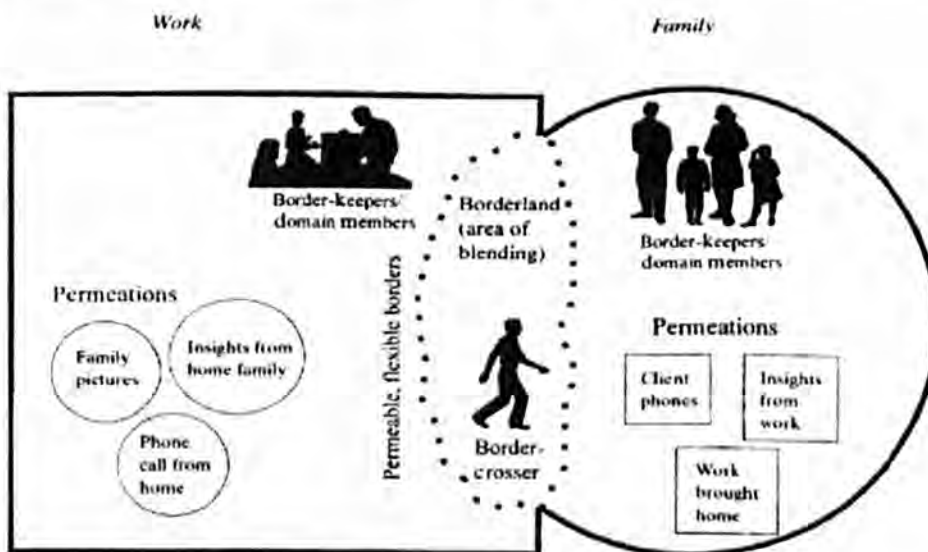 Work
Family
Border-keepers/
domain members
Borderland
(area of
blending)
Border-keepers
domain members
Permeations
Family
pictures
Insights from
home family
Phone
call from
home
Permeable, flexible borders
Border-
crosser
Permeations
Client
phones
Insights
from
work
Work
brought
home